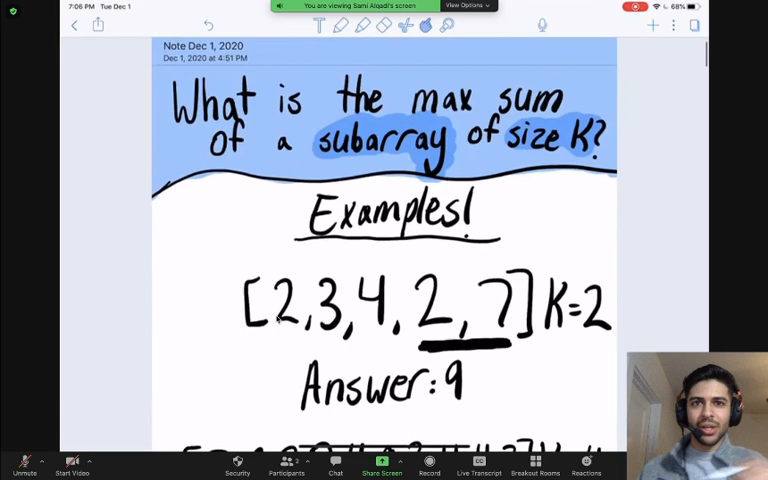 7:06 PM Tue Dec 1
You are viewing Sami Alqadi's screen
View Options
68%
Note Dec 1, 2020
Dec 1, 2020 at 4:51 PM
What is the max sum
of a subarray of size K?
Examples!
[2,3,4,2,7] K=2
Answer: 9
Unmute
Start Video
Security
Participants
2
Chat
Share Screen
Record
CC
Live Transcript
Breakout Rooms
Reactions